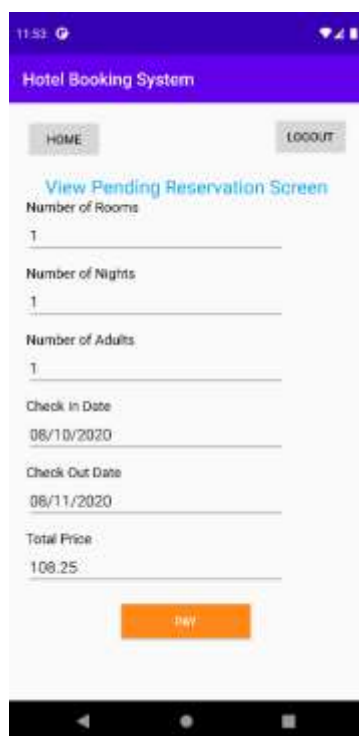 11:53
Hotel Booking System
HOME
LOGOUT
View Pending Reservation Screen
Number of Rooms
1
Number of Nights
1
Number of Adults
1
Check In Date
08/10/2020
Check Out Date
08/11/2020
Total Price
108.25
PAY